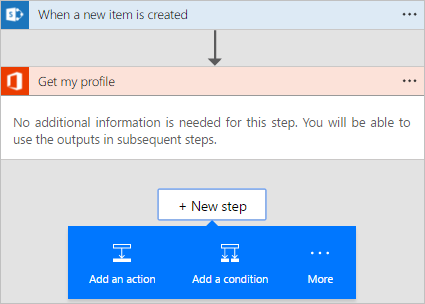 When a new item is created
Get my profile
No additional information is needed for this step. You will be able to
use the outputs in subsequent steps.
+ New step
Add an action
Add a condition
More